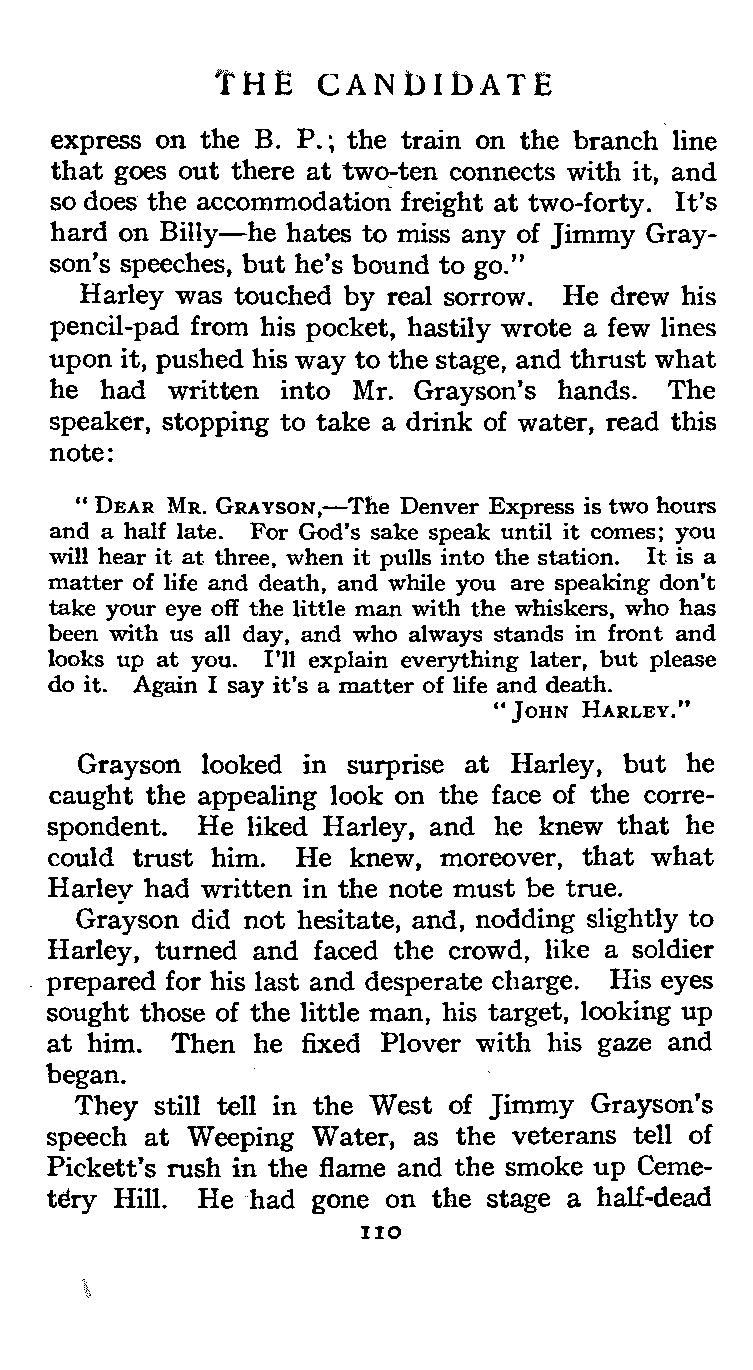 THE CANDIDATE
express on the B. P.; the train on the branch line
that goes out there at two-ten connects with it, and
so does the accommodation freight at two-forty. It's
hard on Billy—he hates to miss any of Jimmy Gray-
son's speeches, but he's bound to go."
Harley was touched by real sorrow. He drew his
pencil-pad from his pocket, hastily wrote a few lines
upon it, pushed his way to the stage, and thrust what
he had written into Mr. Grayson's hands. The
speaker, stopping to take a drink of water, read this
note:
"DEAR MR. GRAYSON,—The Denver Express is two hours
and a half late. For God's sake speak until it comes; you
will hear it at three, when it pulls into the station. It is a
matter of life and death, and while you are speaking don't
take your eye off the little man with the whiskers, who has
been with us all day, and who always stands in front and
looks up at you. I'll explain everything later, but please
do it. Again I say it's a matter of life and death.
"JOHN HARLEY."
Grayson looked in surprise at Harley, but he
caught the appealing look on the face of the corre-
spondent. He liked Harley, and he knew that he
could trust him. He knew, moreover, that what
Harley had written in the note must be true.
Grayson did not hesitate, and, nodding slightly to
Harley, turned and faced the crowd, like a soldier
prepared for his last and desperate charge. His eyes
sought those of the little man, his target, looking up
at him. Then he fixed Plover with his gaze and
began.
They still tell in the West of Jimmy Grayson's
speech at Weeping Water, as the veterans tell of
Pickett's rush in the flame and the smoke up Ceme-
tery Hill. He had gone on the stage a half-dead
110